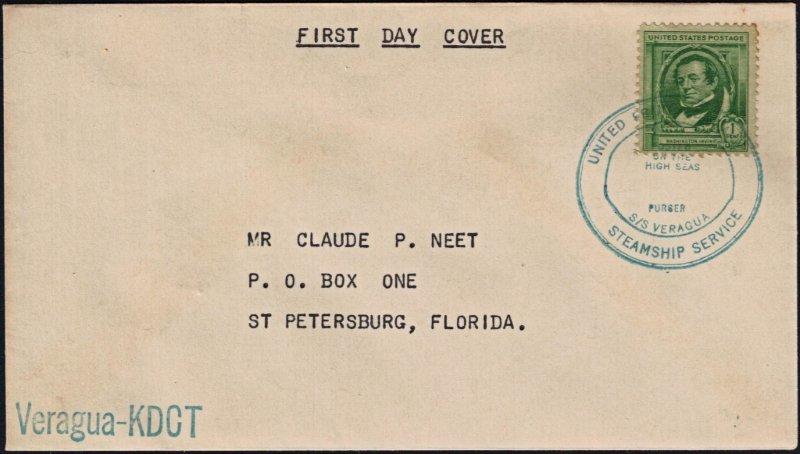 FIRST DAY COVER
UNITED STATES POSTAGE
WASHINGTON IRVING
1
UNITED
ON THE
HIGH SEAS
PURSER
S/S VERAGUA
STEAMSHIP SERVICE
MR CLAUDE P. NEET
P. O. BOX ONE
ST PETERSBURG, FLORIDA.
Veragua-KDCT